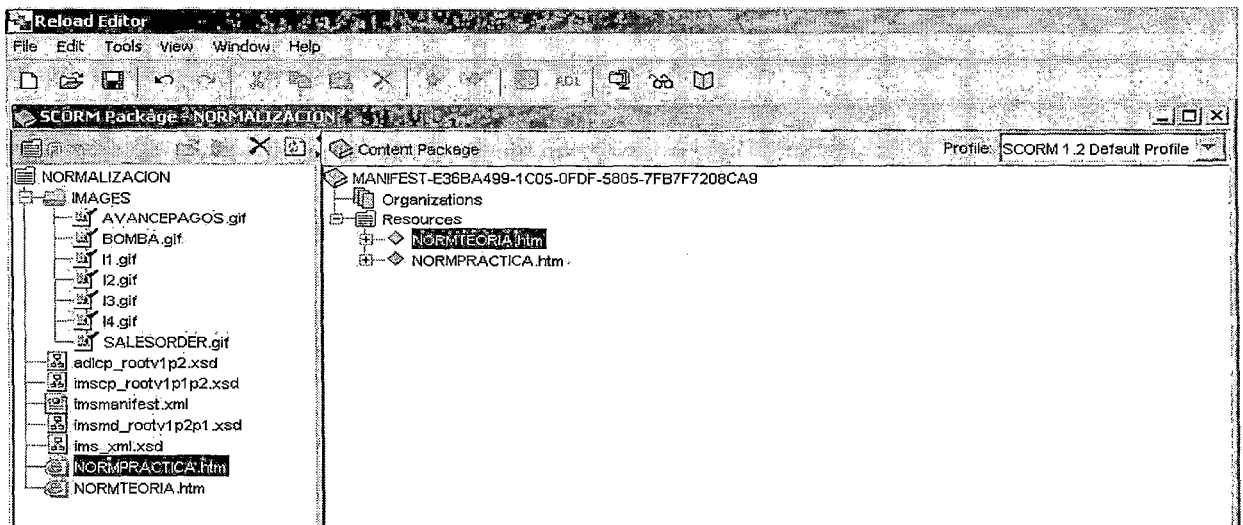 Reload Editor
File Edit Tools View Window Help
ADL
SCORM Package - NORMALIZACION
Content Package
Profile: SCORM 1.2 Default Profile
NORMALIZACION
IMAGES
AVANCEPAGOS.gif
BOMBA.gif
I1.gif
I2.gif
I3.gif
I4.gif
SALESORDER.gif
adlcp_rootv1p2.xsd
imscp_rootv1p1p2.xsd
imsmanifest.xml
imsmd_rootv1p2p1.xsd
ims_xml.xsd
NORMPRACTICA.htm
NORMTEORIA.htm
MANIFEST-E36BA499-1C05-0FDF-5805-7FB7F7208CA9
Organizations
Resources
NORMTEORIA.htm
NORMPRACTICA.htm